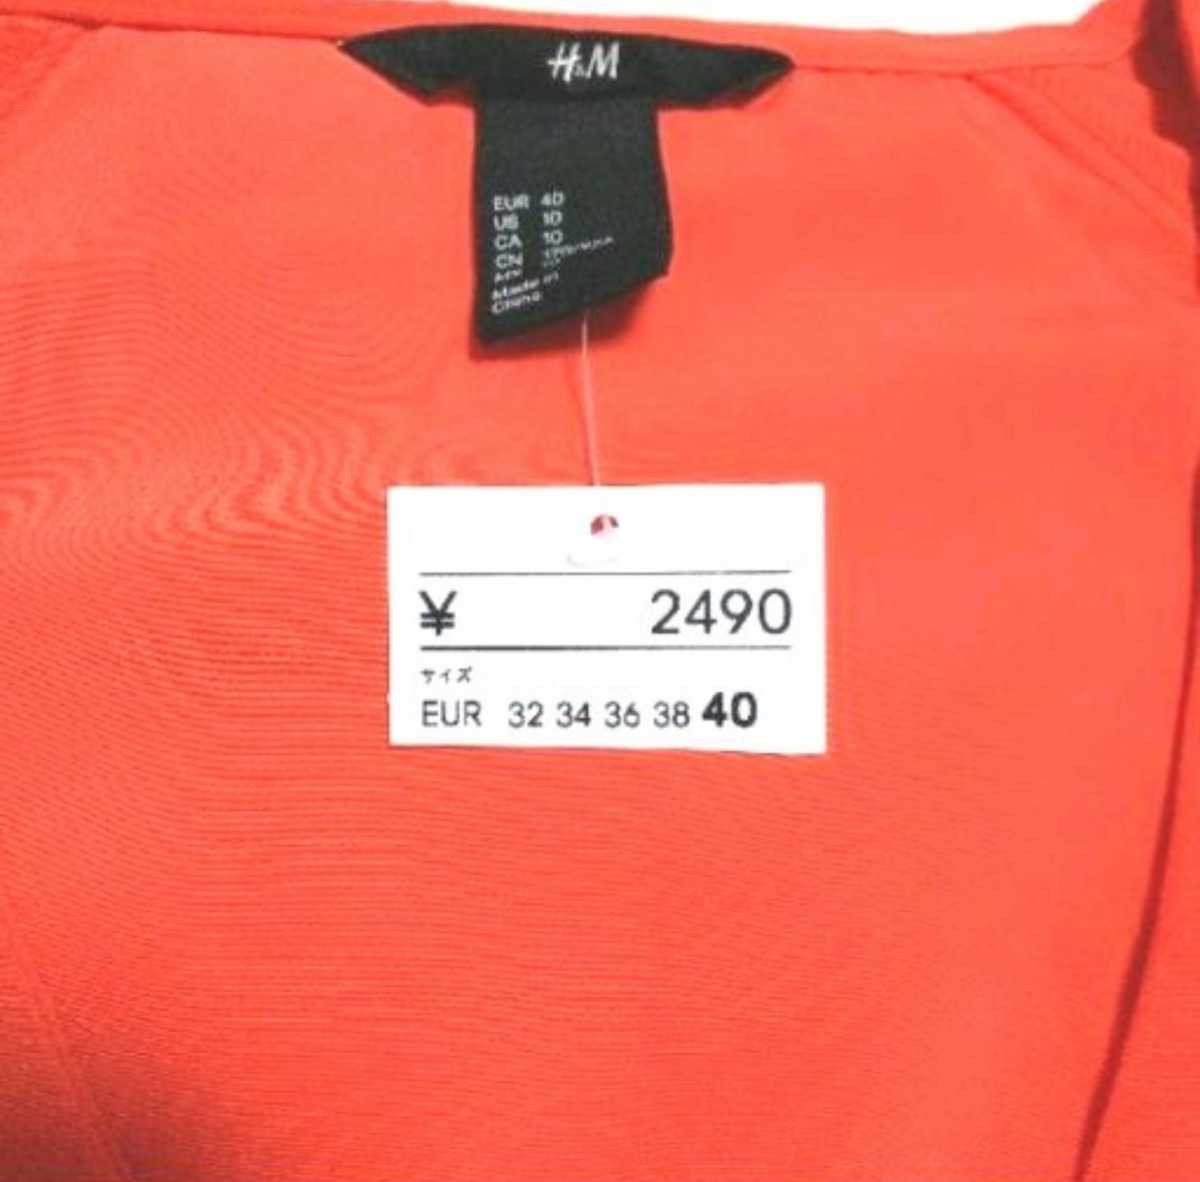 H&M
EUR 40
US 10
CA 10
CN
Made in
China
¥ 2490
サイズ
EUR 32 34 36 38 40